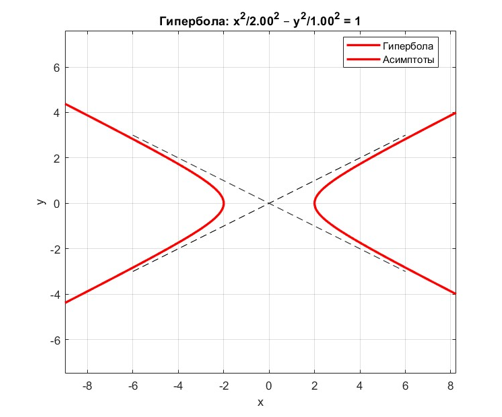 Гипербола: x²/2.00² − y²/1.00² = 1
Гипербола
Асимптоты
6
4
2
0
-2
-4
-6
y
-8 -6 -4 -2 0 2 4 6 8
x